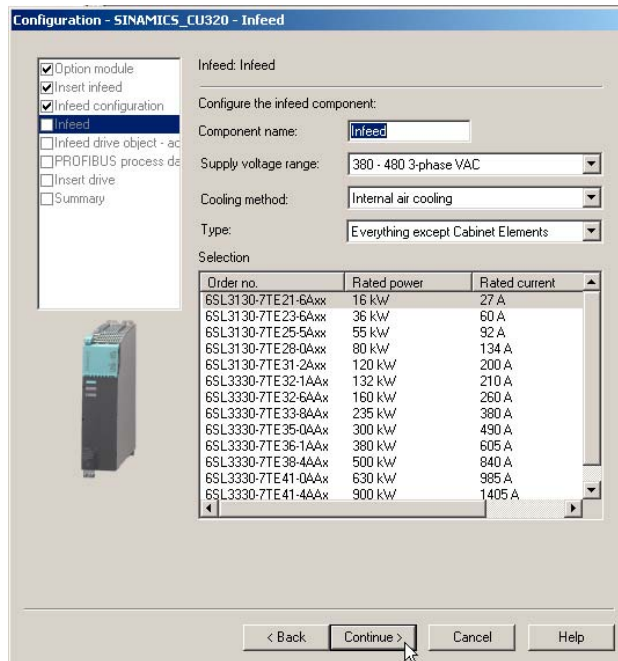 Configuration - SINAMICS_CU320 - Infeed
Option module
Insert infeed
Infeed configuration
Infeed
Infeed drive object - ac
PROFIBUS process da
Insert drive
Summary
Infeed: Infeed
Configure the infeed component:
Component name: Infeed
Supply voltage range: 380 - 480 3-phase VAC
Cooling method: Internal air cooling
Type: Everything except Cabinet Elements
Selection
Order no. Rated power Rated current
6SL3130-7TE21-6Axx 16 kW 27 A
6SL3130-7TE23-6Axx 36 kW 60 A
6SL3130-7TE25-5Axx 55 kW 92 A
6SL3130-7TE28-0Axx 80 kW 134 A
6SL3130-7TE31-2Axx 120 kW 200 A
6SL3330-7TE32-1AAx 132 kW 210 A
6SL3330-7TE32-6AAx 160 kW 260 A
6SL3330-7TE33-8AAx 235 kW 380 A
6SL3330-7TE35-0AAx 300 kW 490 A
6SL3330-7TE36-1AAx 380 kW 605 A
6SL3330-7TE38-4AAx 500 kW 840 A
6SL3330-7TE41-0AAx 630 kW 985 A
6SL3330-7TE41-4AAx 900 kW 1405 A
< Back Continue > Cancel Help